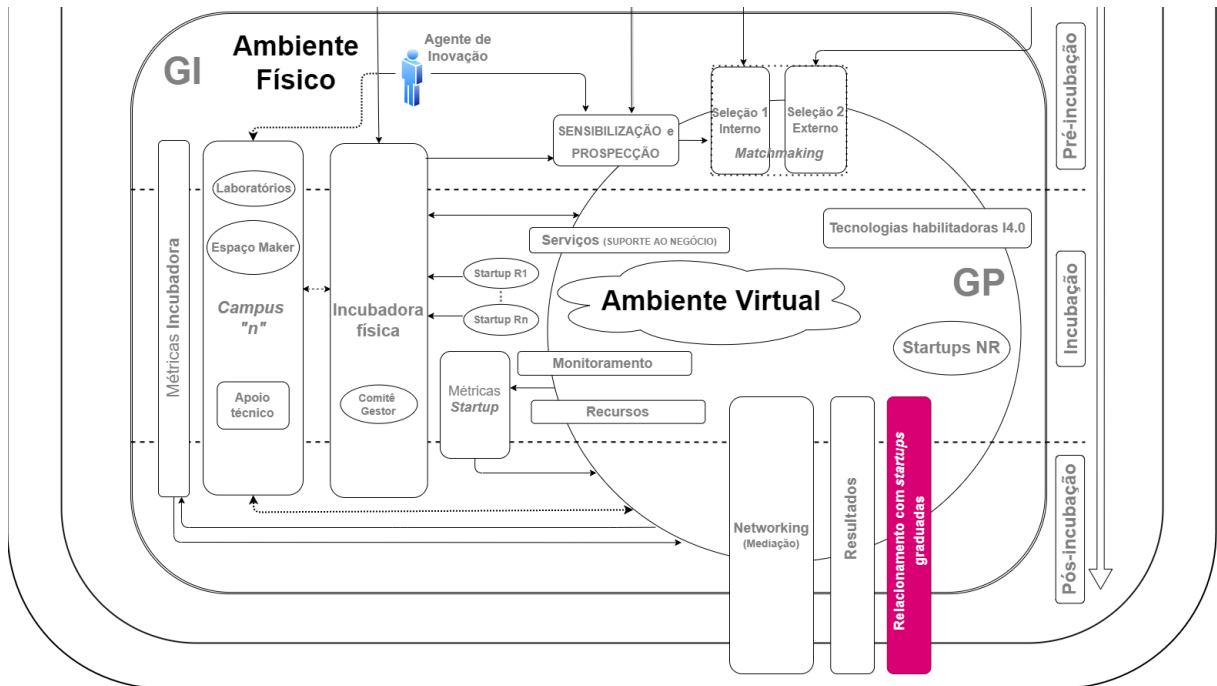 GI
Ambiente
Físico
Agente de
Inovação
Pré-incubação
Seleção 1
Interno
Seleção 2
Externo
Matchmaking
SENSIBILIZAÇÃO e
PROSPECÇÃO
Métricas Incubadora
Laboratórios
Espaço Maker
Campus
"n"
Apoio
técnico
Incubadora
física
Comitê
Gestor
Startup R1
Startup Rn
Métricas
Startup
Serviços (SUPORTE AO NEGÓCIO)
Tecnologias habilitadoras I4.0
Ambiente Virtual
GP
Incubação
Startups NR
Monitoramento
Recursos
Networking
(Mediação)
Resultados
Relacionamento com startups
graduadas
Pós-incubação